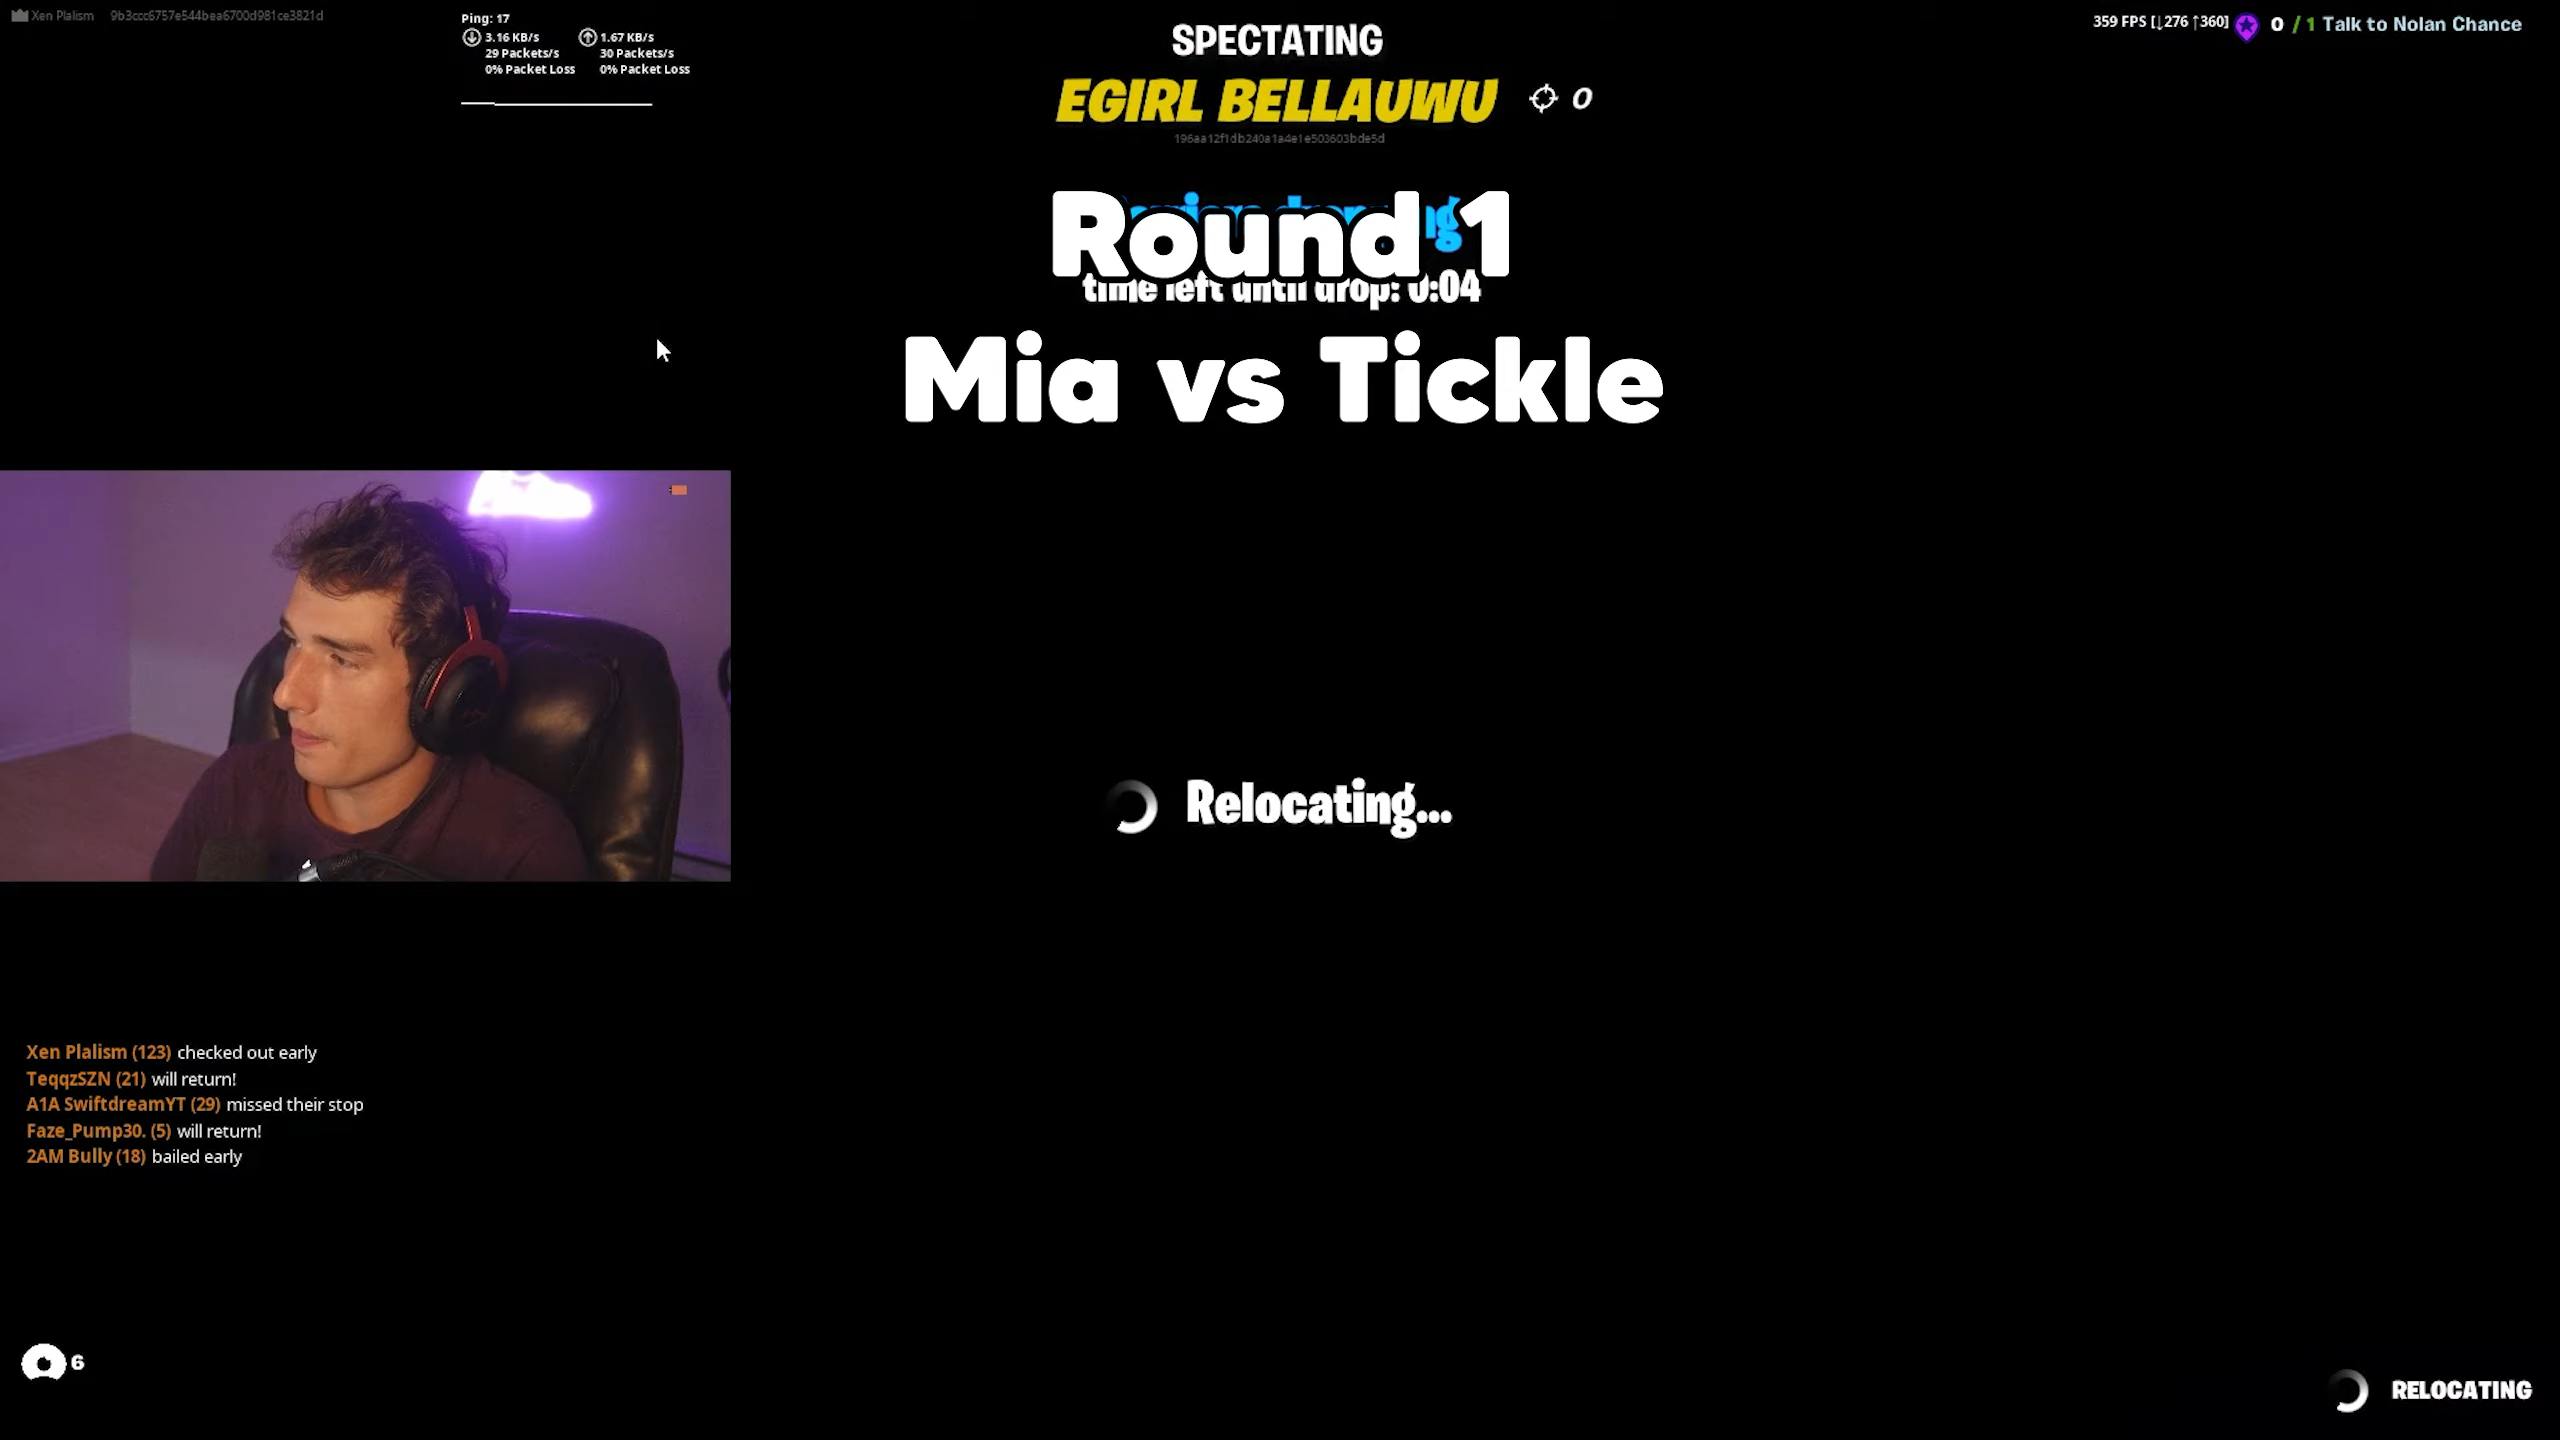 Xen Plalism 9b3ccc6757e544bea6700d981ce3821d
Ping: 17
3.16 KB/s 1.67 KB/s
29 Packets/s 30 Packets/s
0% Packet Loss 0% Packet Loss
SPECTATING
EGIRL BELLAUWU 0
196aa12f1db240a1a4e1e503603bde5d
359 FPS [↓276 ↑360] 0 / 1 Talk to Nolan Chance
Round 1
time left until drop: 0:04
Mia vs Tickle
Relocating...
Xen Plalism (123) checked out early
TeqqzSZN (21) will return!
A1A SwiftdreamYT (29) missed their stop
Faze_Pump30. (5) will return!
2AM Bully (18) bailed early
6
RELOCATING